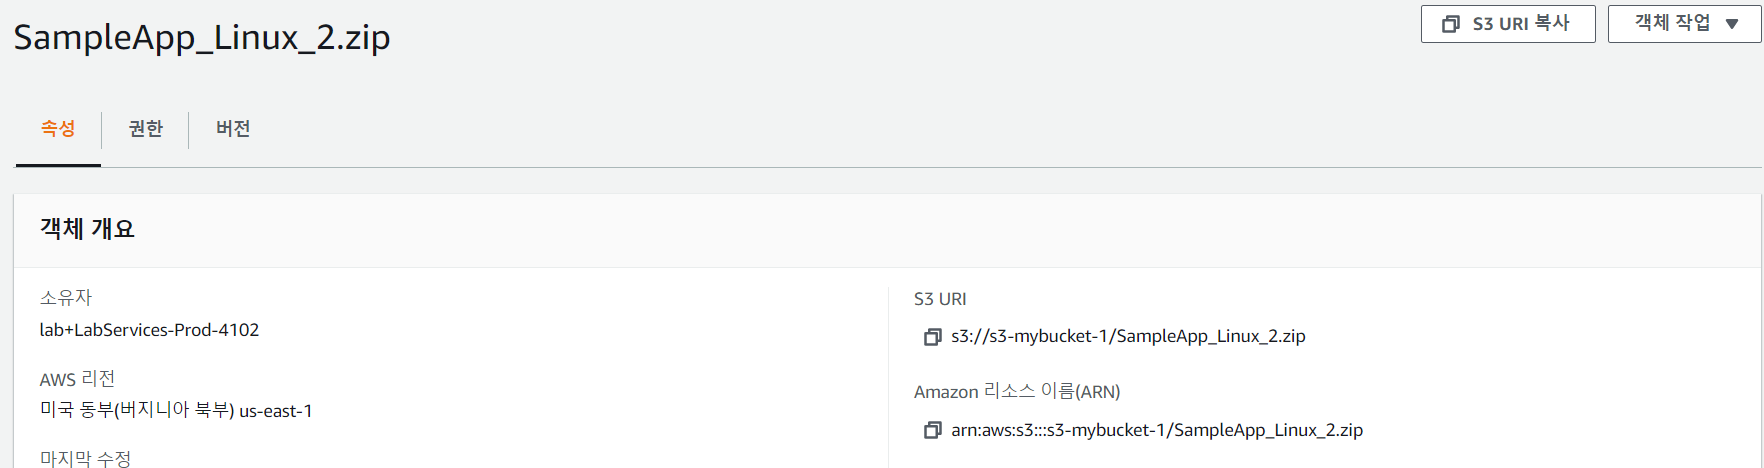 SampleApp_Linux_2.zip
S3 URI 복사
객체 작업
속성
권한
버전
객체 개요
소유자
lab+LabServices-Prod-4102
AWS 리전
미국 동부(버지니아 북부) us-east-1
마지막 수정
S3 URI
s3://s3-mybucket-1/SampleApp_Linux_2.zip
Amazon 리소스 이름(ARN)
arn:aws:s3:::s3-mybucket-1/SampleApp_Linux_2.zip